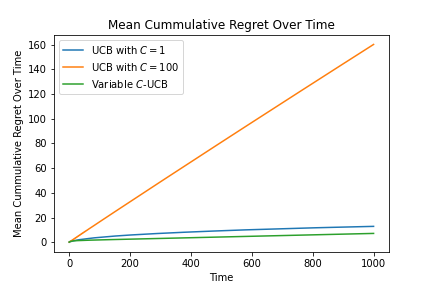 Mean Cummulative Regret Over Time
UCB with C = 1
UCB with C = 100
Variable C-UCB
Mean Cummulative Regret Over Time
160
140
120
100
80
60
40
20
0
0 200 400 600 800 1000
Time